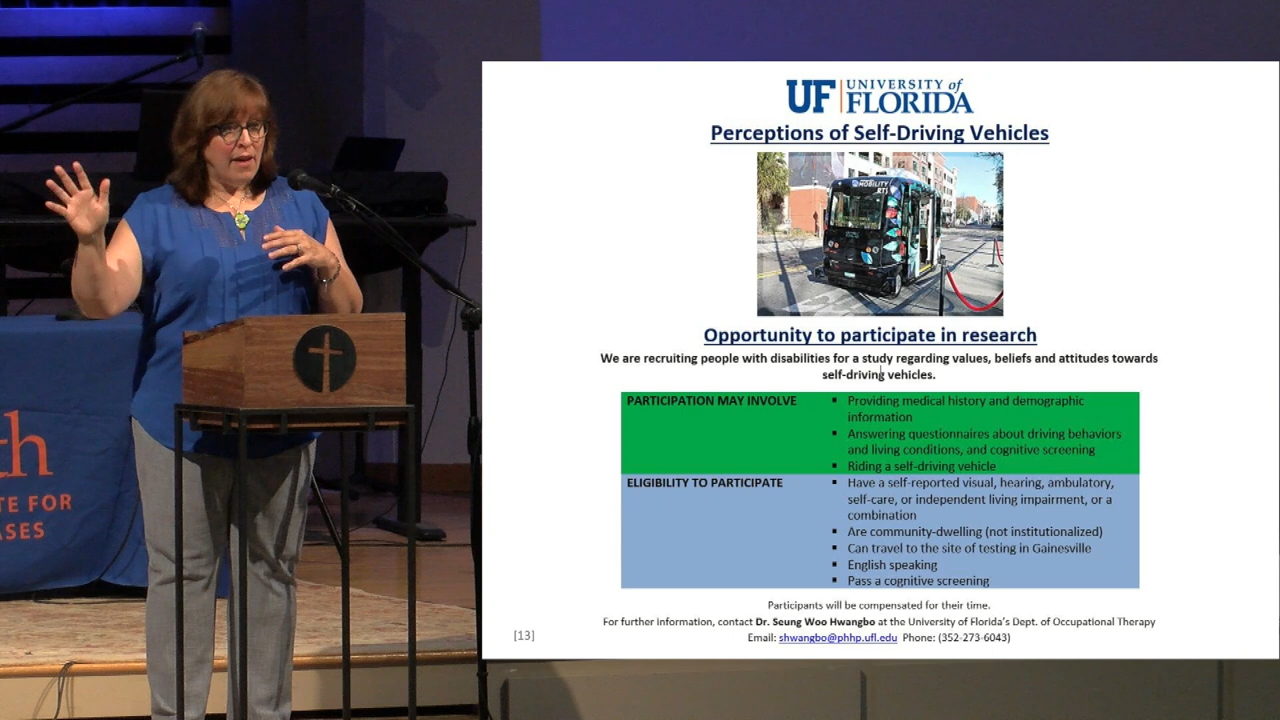 UF UNIVERSITY of
FLORIDA
Perceptions of Self-Driving Vehicles
MOBILITY
RTS
Opportunity to participate in research
We are recruiting people with disabilities for a study regarding values, beliefs and attitudes towards
self-driving vehicles.
PARTICIPATION MAY INVOLVE
▪ Providing medical history and demographic
information
▪ Answering questionnaires about driving behaviors
and living conditions, and cognitive screening
▪ Riding a self-driving vehicle
ELIGIBILITY TO PARTICIPATE
▪ Have a self-reported visual, hearing, ambulatory,
self-care, or independent living impairment, or a
combination
▪ Are community-dwelling (not institutionalized)
▪ Can travel to the site of testing in Gainesville
▪ English speaking
▪ Pass a cognitive screening
Participants will be compensated for their time.
For further information, contact Dr. Seung Woo Hwangbo at the University of Florida's Dept. of Occupational Therapy
Email: shwangbo@phhp.ufl.edu Phone: (352-273-6043)
[13]
th
TE FOR
ASES